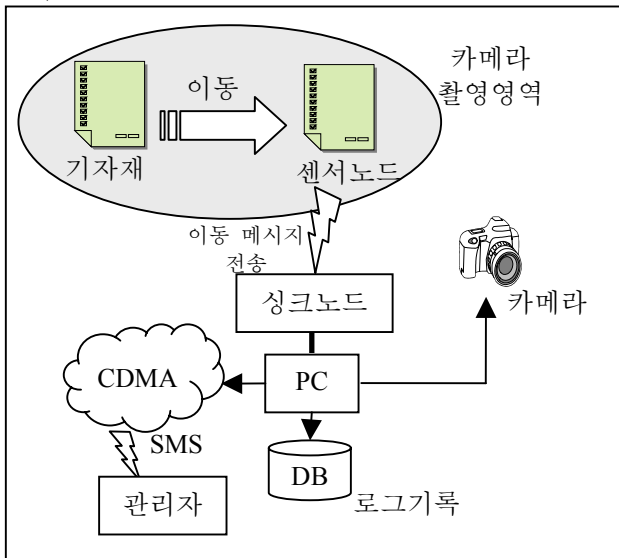 카메라
촬영영역
이동
기자재
센서노드
이동 메시지
전송
싱크노드
카메라
CDMA
PC
SMS
DB
관리자
로그기록